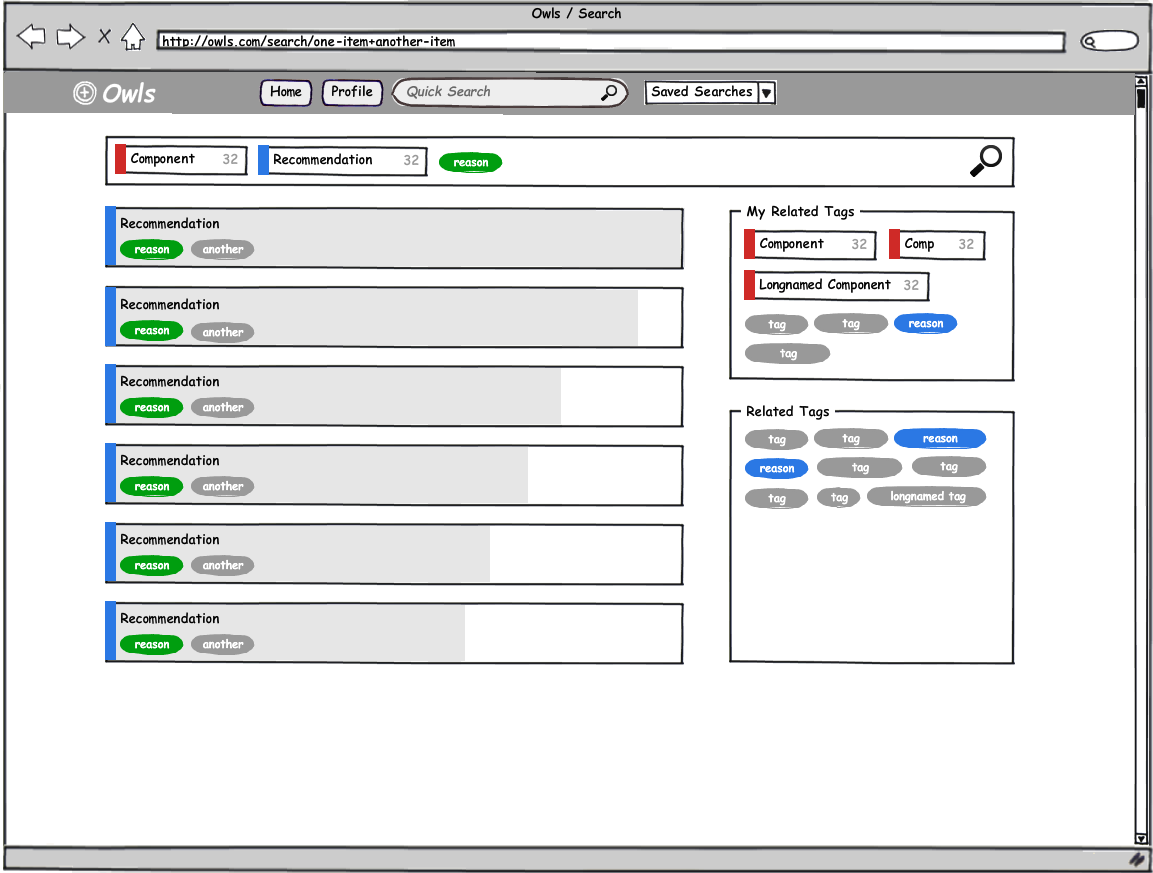 Owls / Search
http://owls.com/search/one-item+another-item
Owls Home Profile Quick Search Saved Searches
Component 32 Recommendation 32 reason
Recommendation
reason another
Recommendation
reason another
Recommendation
reason another
Recommendation
reason another
Recommendation
reason another
Recommendation
reason another
My Related Tags
Component 32 Comp 32
Longnamed Component 32
tag tag reason
tag
Related Tags
tag tag reason
reason tag tag
tag tag longnamed tag